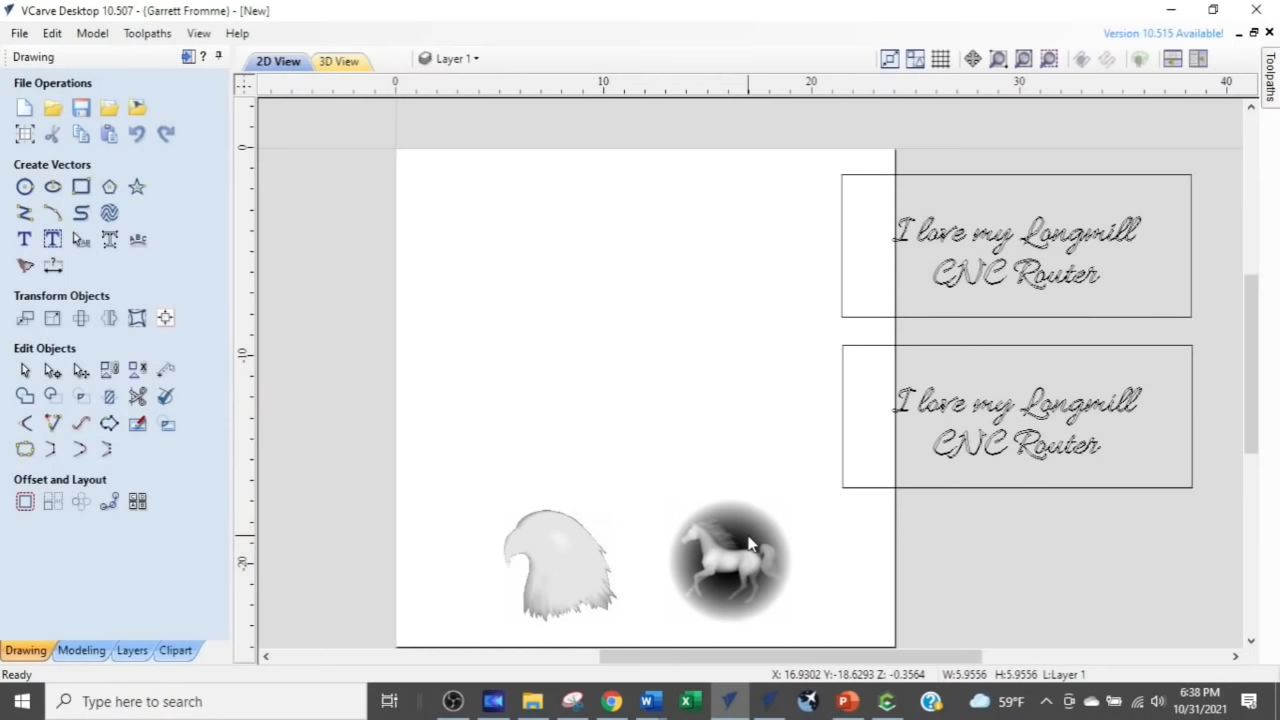 VCarve Desktop 10.507 - {Garrett Fromme} - [New]
File Edit Model Toolpaths View Help
Version 10.515 Available!
Drawing
2D View
3D View
Layer 1
File Operations
Create Vectors
Transform Objects
Edit Objects
Offset and Layout
0 10 20 30 40
0
-10
-20
Toolpaths
I love my Longmill
CNC Router
I love my Longmill
CNC Router
Drawing Modeling Layers Clipart
Ready
X: 16.9302 Y:-18.6293 Z: -0.3564
W:5.9556 H:5.9556 L:Layer 1
Type here to search
59°F
6:38 PM
10/31/2021